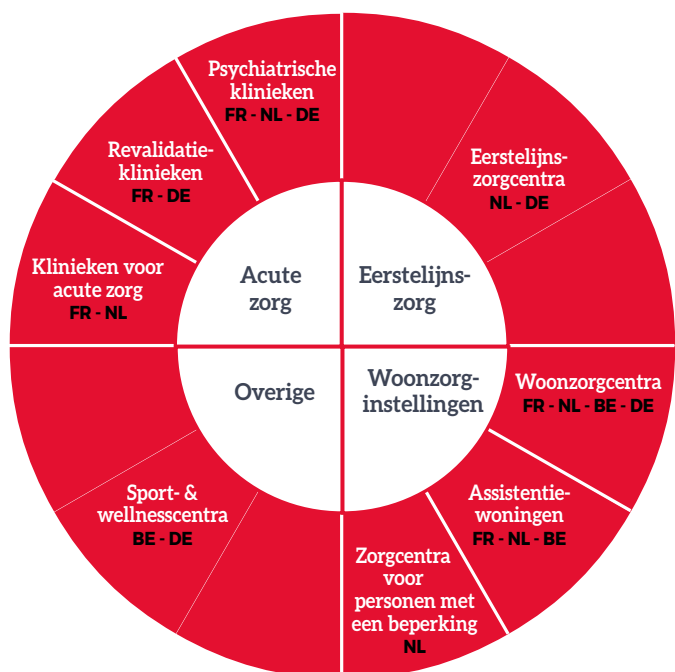 Psychiatrische
klinieken
FR - NL - DE
Revalidatie-
klinieken
FR - DE
Klinieken voor
acute zorg
FR - NL
Eerstelijns-
zorgcentra
NL - DE
Acute
zorg
Eerstelijns-
zorg
Overige
Woonzorg-
instellingen
Woonzorgcentra
FR - NL - BE - DE
Assistentie-
woningen
FR - NL - BE
Zorgcentra
voor
personen met
een beperking
NL
Sport- &
wellnesscentra
BE - DE